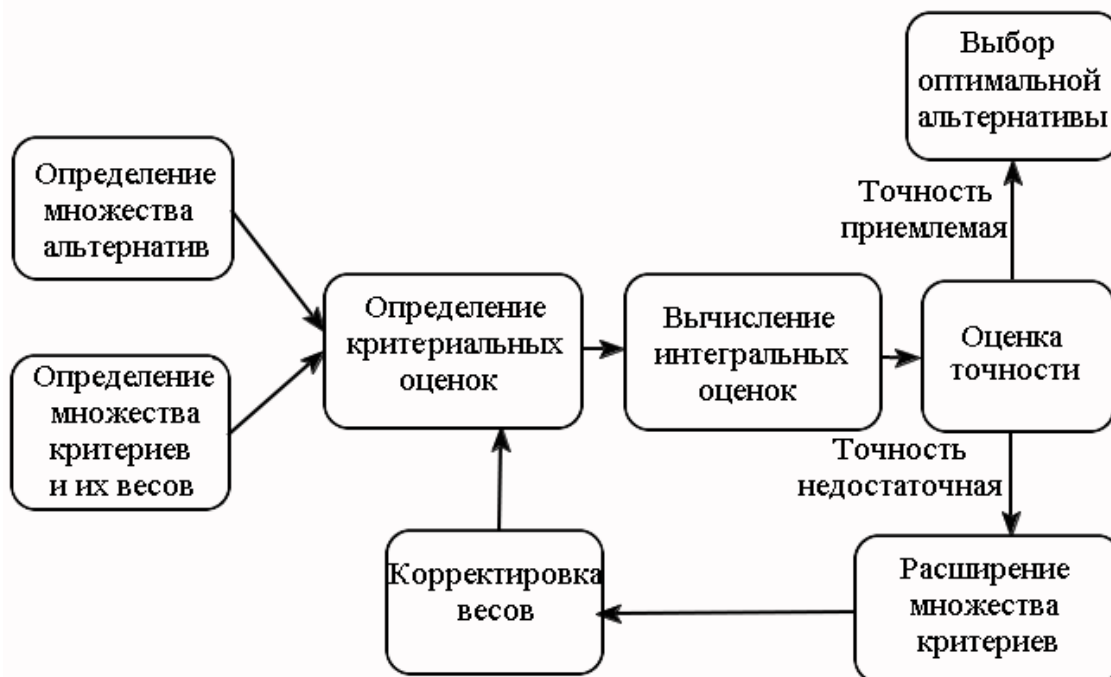 Определение
множества
альтернатив
Определение
множества
критериев
и их весов
Определение
критериальных
оценок
Вычисление
интегральных
оценок
Оценка
точности
Точность
приемлемая
Выбор
оптимальной
альтернативы
Точность
недостаточная
Расширение
множества
критериев
Корректировка
весов